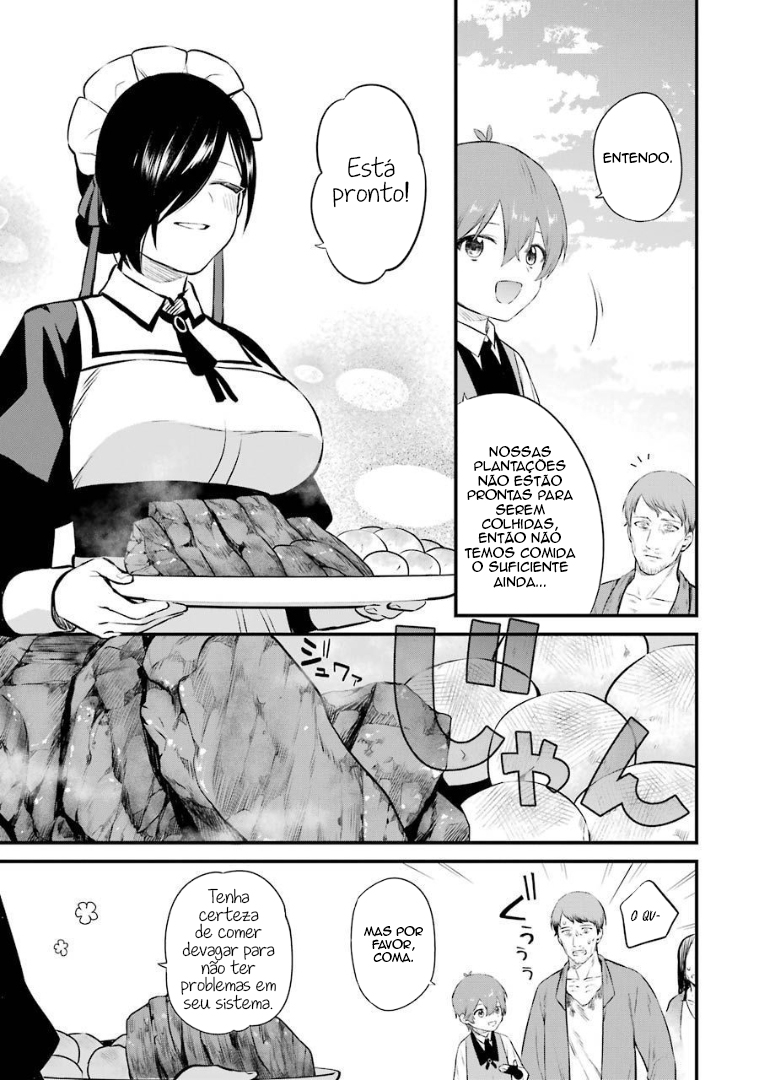 ENTENDO.
NOSSAS
PLANTAÇÕES
NÃO ESTÃO
PRONTAS PARA
SEREM
COLHIDAS,
ENTÃO NÃO
TEMOS COMIDA
O SUFICIENTE
AINDA...
Está
pronto!
じゃん
ジュワァ
O QU-
ぐぅぅぅ
MAS POR
FAVOR,
COMA.
Tenha
certeza
de comer
devagar para
não ter
problemas em
seu sistema.